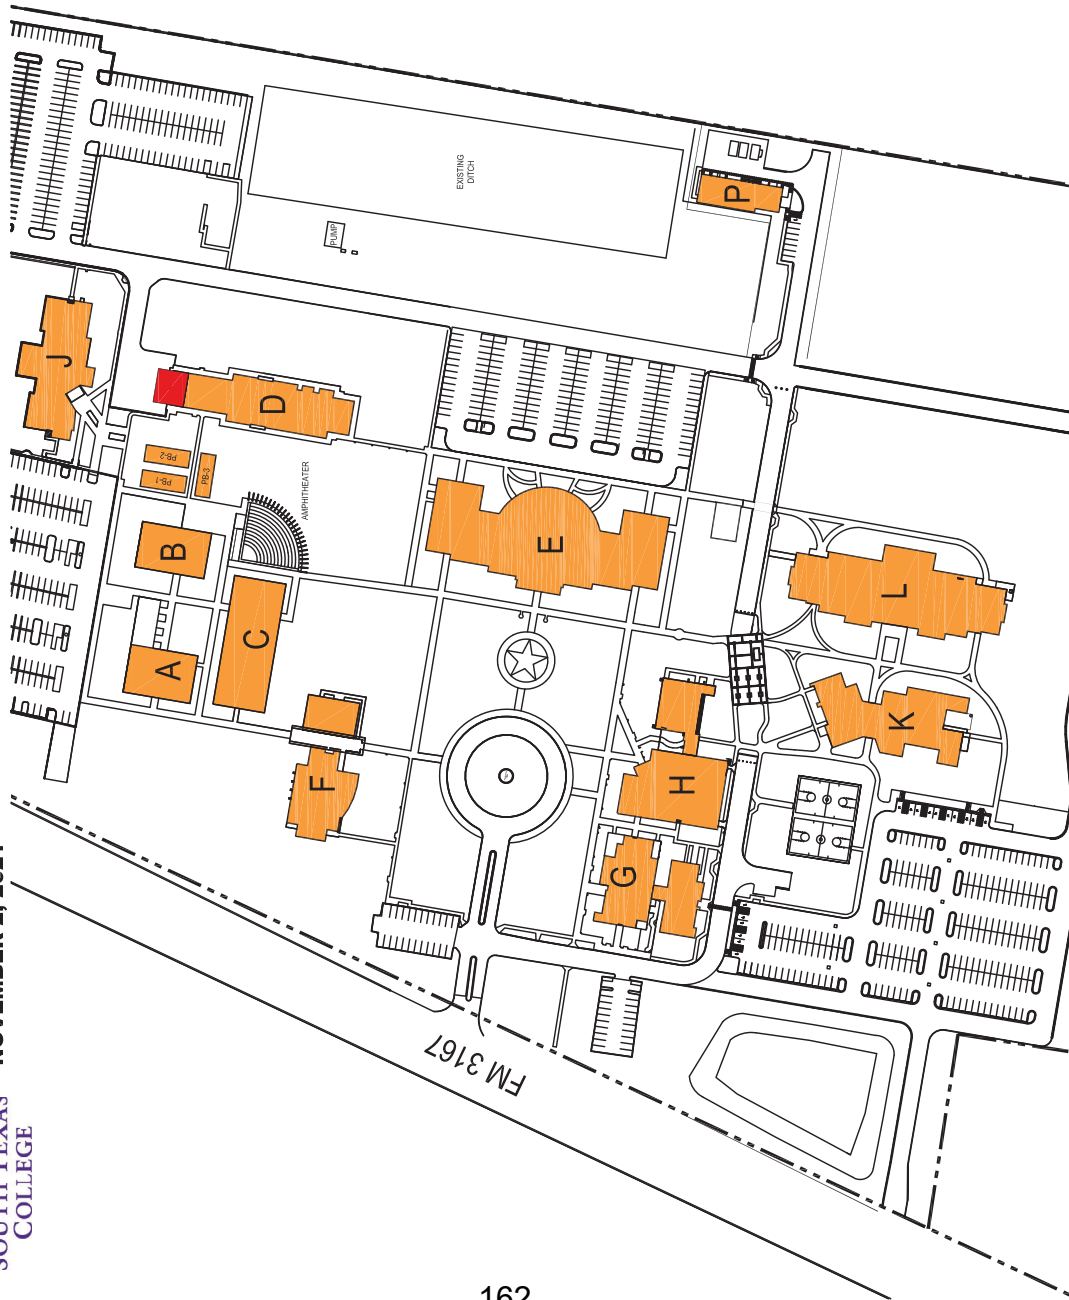 SOUTH TEXAS
COLLEGE
EXISTING
DITCH
PUMP
P
J
D
PB-2
PB-1
PB-3
AMPHITHEATER
B
E
A
C
L
F
H
K
G
FM 3167
162